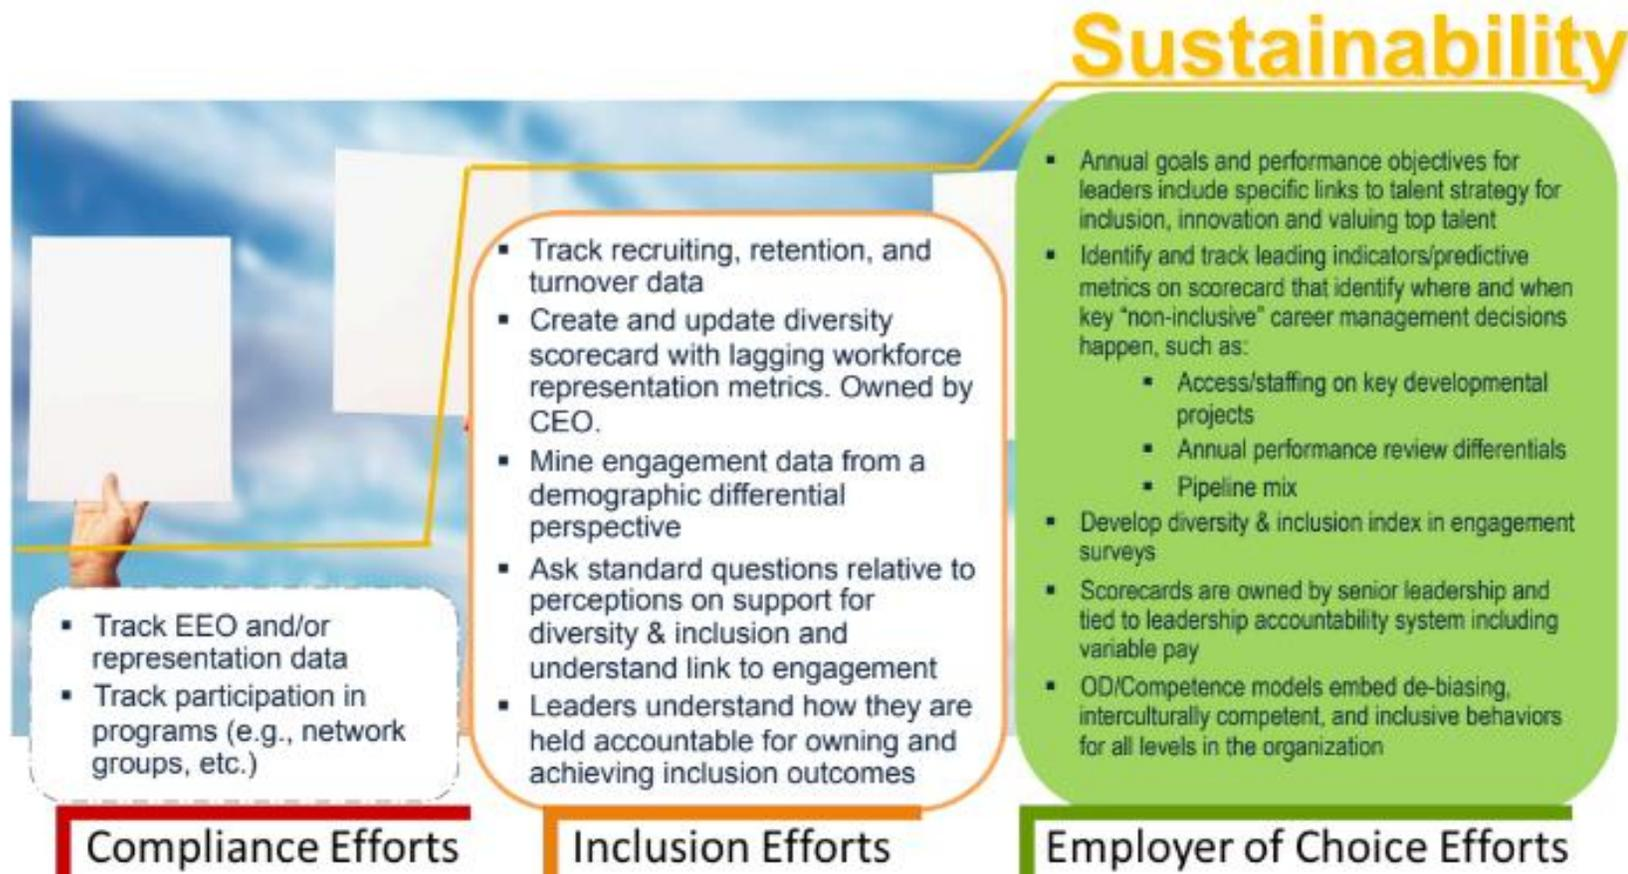 Sustainability
▪ Track EEO and/or
representation data
▪ Track participation in
programs (e.g., network
groups, etc.)
Compliance Efforts
▪ Track recruiting, retention, and
turnover data
▪ Create and update diversity
scorecard with lagging workforce
representation metrics. Owned by
CEO.
▪ Mine engagement data from a
demographic differential
perspective
▪ Ask standard questions relative to
perceptions on support for
diversity & inclusion and
understand link to engagement
▪ Leaders understand how they are
held accountable for owning and
achieving inclusion outcomes
Inclusion Efforts
▪ Annual goals and performance objectives for
leaders include specific links to talent strategy for
inclusion, innovation and valuing top talent
▪ Identify and track leading indicators/predictive
metrics on scorecard that identify where and when
key “non-inclusive” career management decisions
happen, such as:
▪ Access/staffing on key developmental
projects
▪ Annual performance review differentials
▪ Pipeline mix
▪ Develop diversity & inclusion index in engagement
surveys
▪ Scorecards are owned by senior leadership and
tied to leadership accountability system including
variable pay
▪ OD/Competence models embed de-biasing,
interculturally competent, and inclusive behaviors
for all levels in the organization
Employer of Choice Efforts